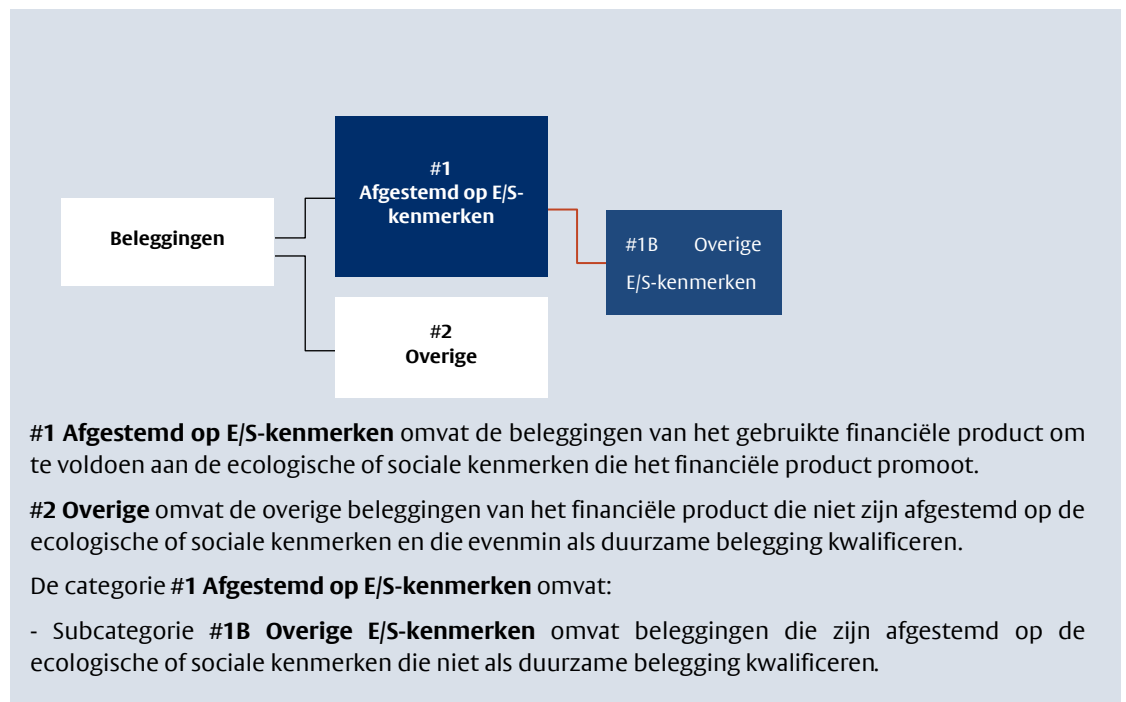 #1
Afgestemd op E/S-
kenmerken
Beleggingen
#1B Overige
E/S-kenmerken
#2
Overige
#1 Afgestemd op E/S-kenmerken omvat de beleggingen van het gebruikte financiële product om
te voldoen aan de ecologische of sociale kenmerken die het financiële product promoot.
#2 Overige omvat de overige beleggingen van het financiële product die niet zijn afgestemd op de
ecologische of sociale kenmerken en die evenmin als duurzame belegging kwalificeren.
De categorie #1 Afgestemd op E/S-kenmerken omvat:
- Subcategorie #1B Overige E/S-kenmerken omvat beleggingen die zijn afgestemd op de
ecologische of sociale kenmerken die niet als duurzame belegging kwalificeren.